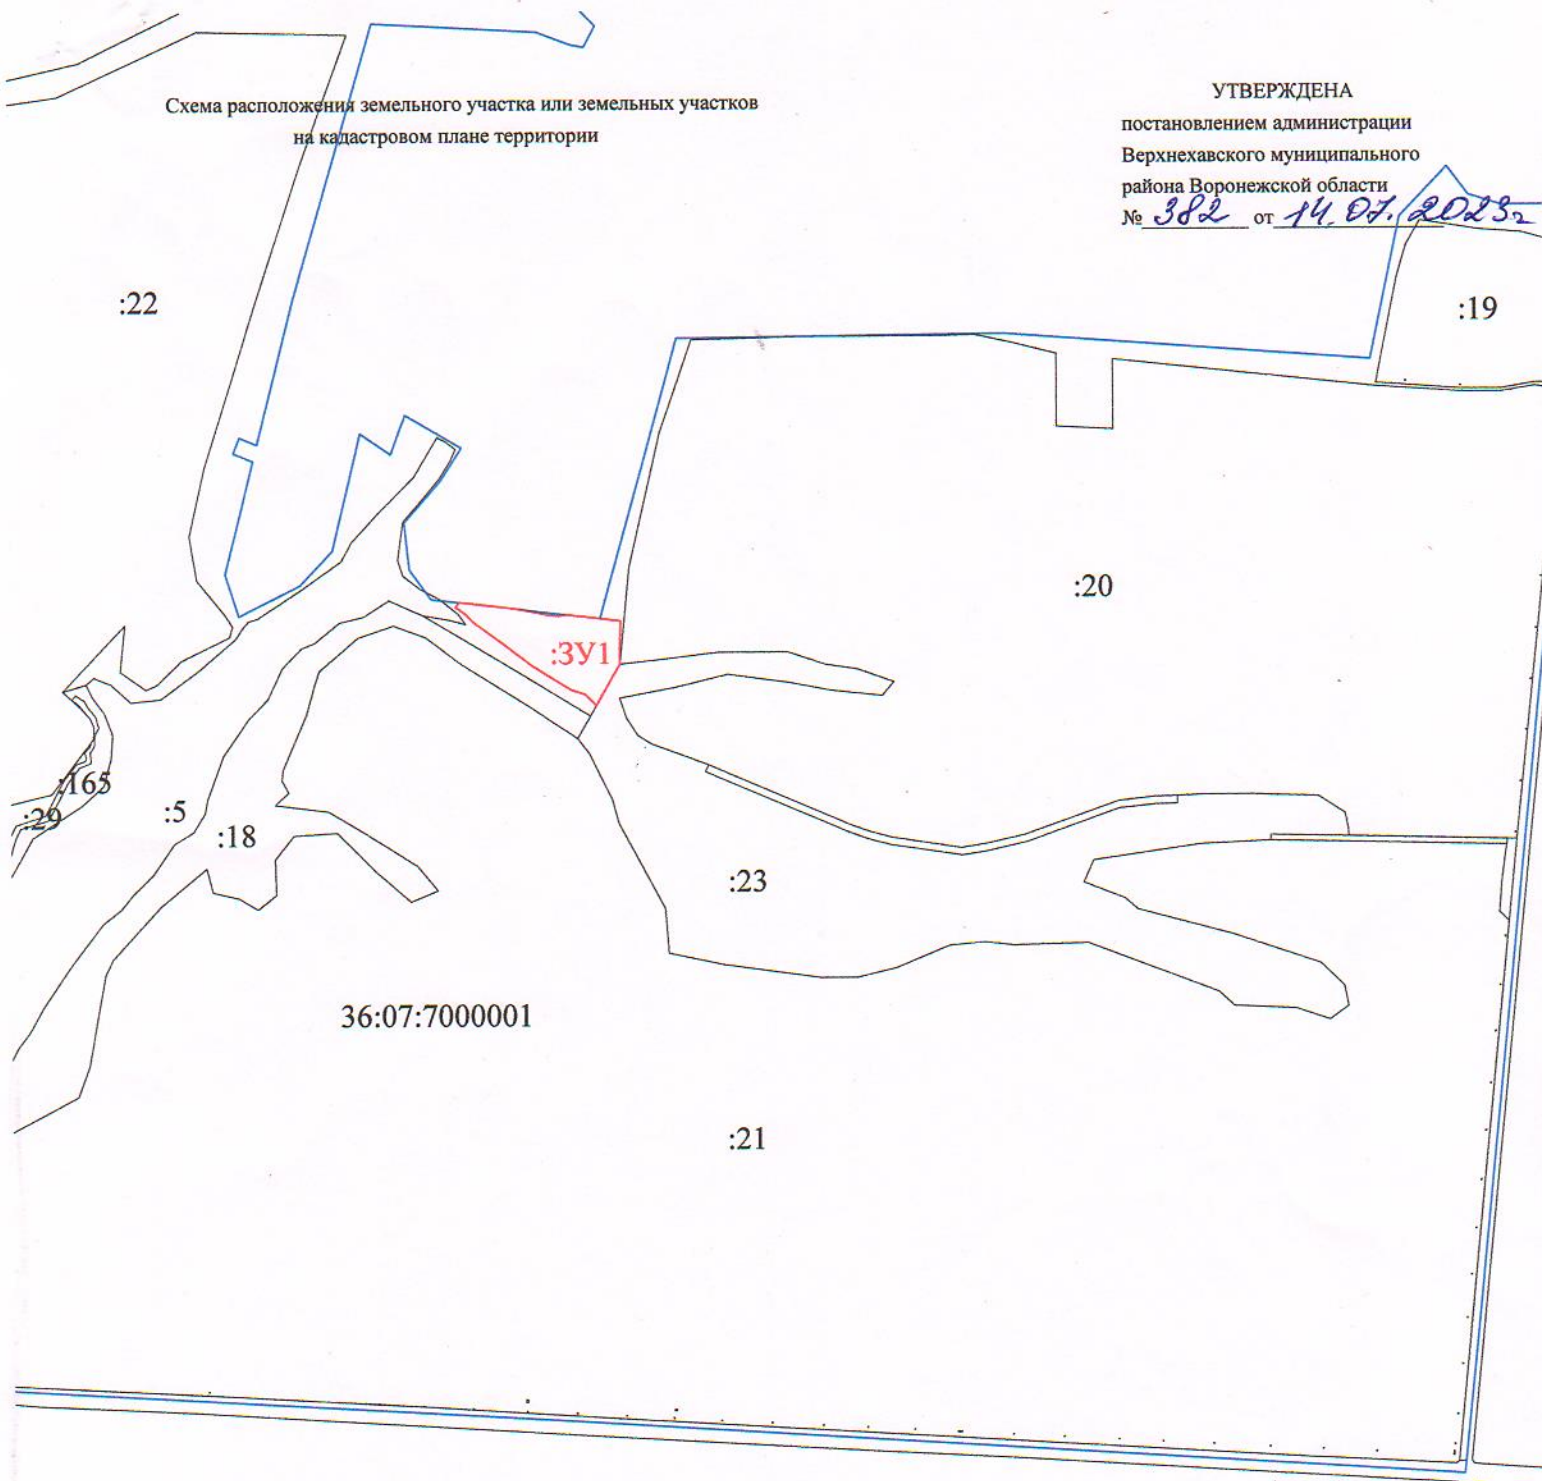 Схема расположения земельного участка или земельных участков
на кадастровом плане территории
УТВЕРЖДЕНА
постановлением администрации
Верхнехавского муниципального
района Воронежской области
№ 382 от 14.07.2023г
:22
:19
:20
:ЗУ1
:165
:29
:5
:18
:23
36:07:7000001
:21